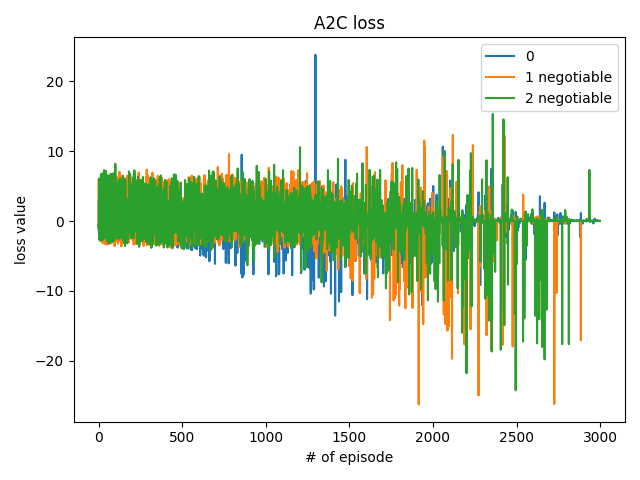 A2C loss
0
1 negotiable
2 negotiable
loss value
20
10
0
−10
−20
0 500 1000 1500 2000 2500 3000
# of episode